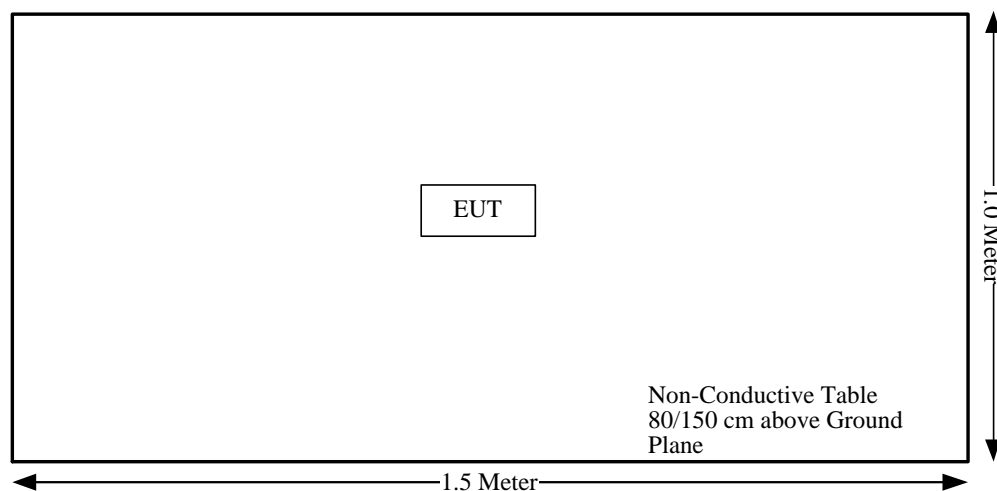 EUT
1.0 Meter
Non-Conductive Table
80/150 cm above Ground
Plane
1.5 Meter